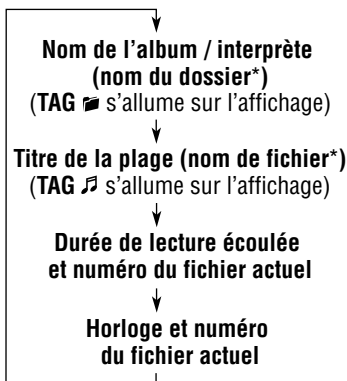 Nom de l’album / interprète
(nom du dossier*)
(TAG s’allume sur l’affichage)
Titre de la plage (nom de fichier*)
(TAG s’allume sur l’affichage)
Durée de lecture écoulée
et numéro du fichier actuel
Horloge et numéro
du fichier actuel